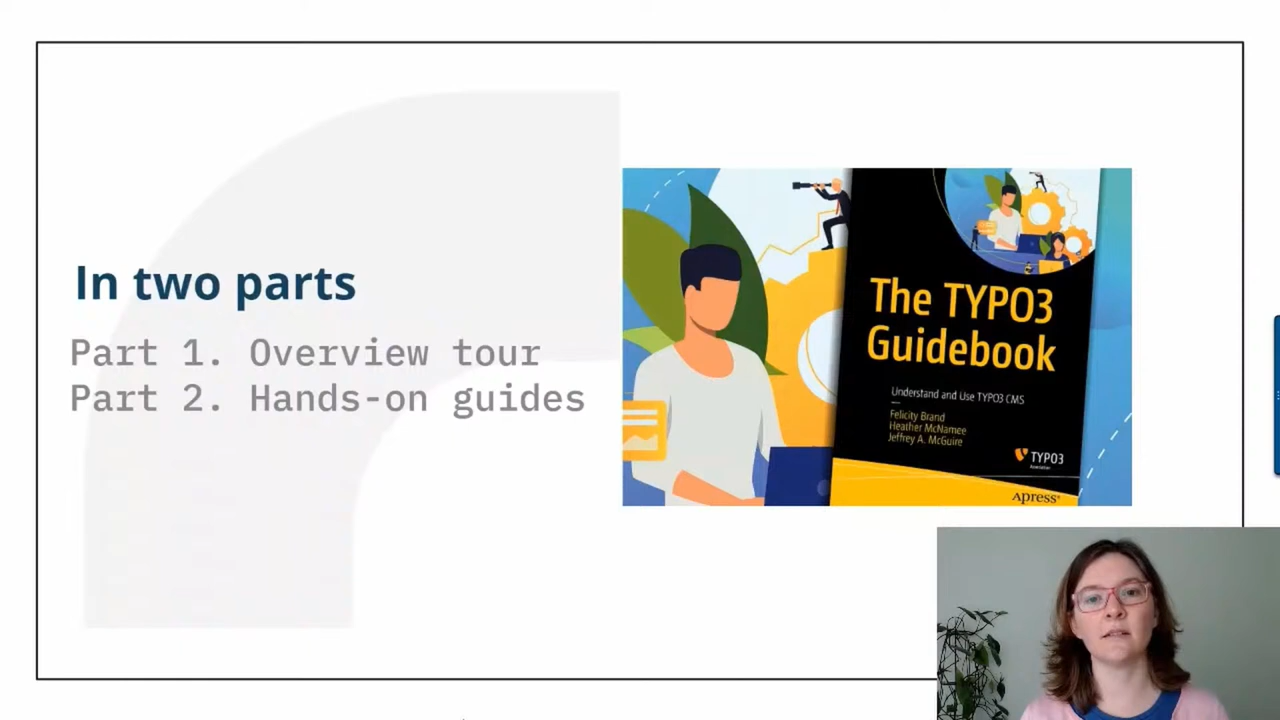 In two parts
Part 1. Overview tour
Part 2. Hands-on guides
The TYPO3
Guidebook
Understand and Use TYPO3 CMS
Felicity Brand
Heather McNamee
Jeffrey A. McGuire
TYPO3
Association
Apress®